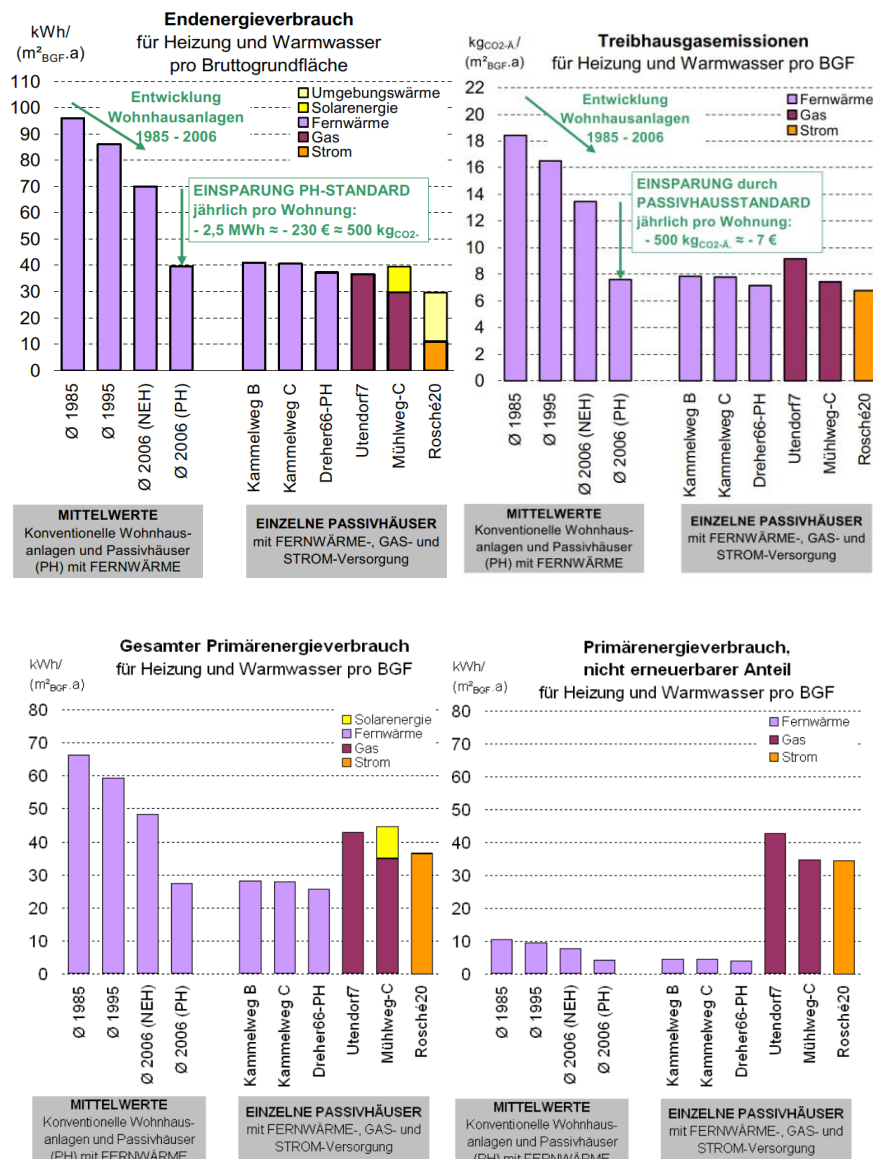 Endenergieverbrauch
für Heizung und Warmwasser
pro Bruttogrundfläche
kWh/
(m²BGF.a)
110
100
90
80
70
60
50
40
30
20
10
0
Entwicklung
Wohnhausanlagen
1985 - 2006
Umgebungswärme
Solarenergie
Fernwärme
Gas
Strom
EINSPARUNG PH-STANDARD
jährlich pro Wohnung:
- 2,5 MWh ≈ - 230 € ≈ 500 kgCO2-
Ø 1985
Ø 1995
Ø 2006 (NEH)
Ø 2006 (PH)
Kammelweg B
Kammelweg C
Dreher66-PH
Utendorf7
Mühlweg-C
Rosché20
MITTELWERTE
Konventionelle Wohnhaus-
anlagen und Passivhäuser
(PH) mit FERNWÄRME
EINZELNE PASSIVHÄUSER
mit FERNWÄRME-, GAS- und
STROM-Versorgung
Treibhausgasemissionen
für Heizung und Warmwasser pro BGF
kgCO2-Ä/
(m²BGF.a)
22
20
18
16
14
12
10
8
6
4
2
0
Entwicklung
Wohnhausanlagen
1985 - 2006
Fernwärme
Gas
Strom
EINSPARUNG durch
PASSIVHAUSSTANDARD
jährlich pro Wohnung:
- 500 kgCO2-Ä. ≈ - 7 €
Ø 1985
Ø 1995
Ø 2006 (NEH)
Ø 2006 (PH)
Kammelweg B
Kammelweg C
Dreher66-PH
Utendorf7
Mühlweg-C
Rosché20
MITTELWERTE
Konventionelle Wohnhaus-
anlagen und Passivhäuser
(PH) mit FERNWÄRME
EINZELNE PASSIVHÄUSER
mit FERNWÄRME-, GAS- und
STROM-Versorgung
Gesamter Primärenergieverbrauch
für Heizung und Warmwasser pro BGF
kWh/
(m²BGF.a)
80
70
60
50
40
30
20
10
0
Solarenergie
Fernwärme
Gas
Strom
Ø 1985
Ø 1995
Ø 2006 (NEH)
Ø 2006 (PH)
Kammelweg B
Kammelweg C
Dreher66-PH
Utendorf7
Mühlweg-C
Rosché20
MITTELWERTE
Konventionelle Wohnhaus-
anlagen und Passivhäuser
(PH) mit FERNWÄRME
EINZELNE PASSIVHÄUSER
mit FERNWÄRME-, GAS- und
STROM-Versorgung
Primärenergieverbrauch,
nicht erneuerbarer Anteil
für Heizung und Warmwasser pro BGF
kWh/
(m²BGF.a)
80
70
60
50
40
30
20
10
0
Fernwärme
Gas
Strom
Ø 1985
Ø 1995
Ø 2006 (NEH)
Ø 2006 (PH)
Kammelweg B
Kammelweg C
Dreher66-PH
Utendorf7
Mühlweg-C
Rosché20
MITTELWERTE
Konventionelle Wohnhaus-
anlagen und Passivhäuser
(PH) mit FERNWÄRME
EINZELNE PASSIVHÄUSER
mit FERNWÄRME-, GAS- und
STROM-Versorgung